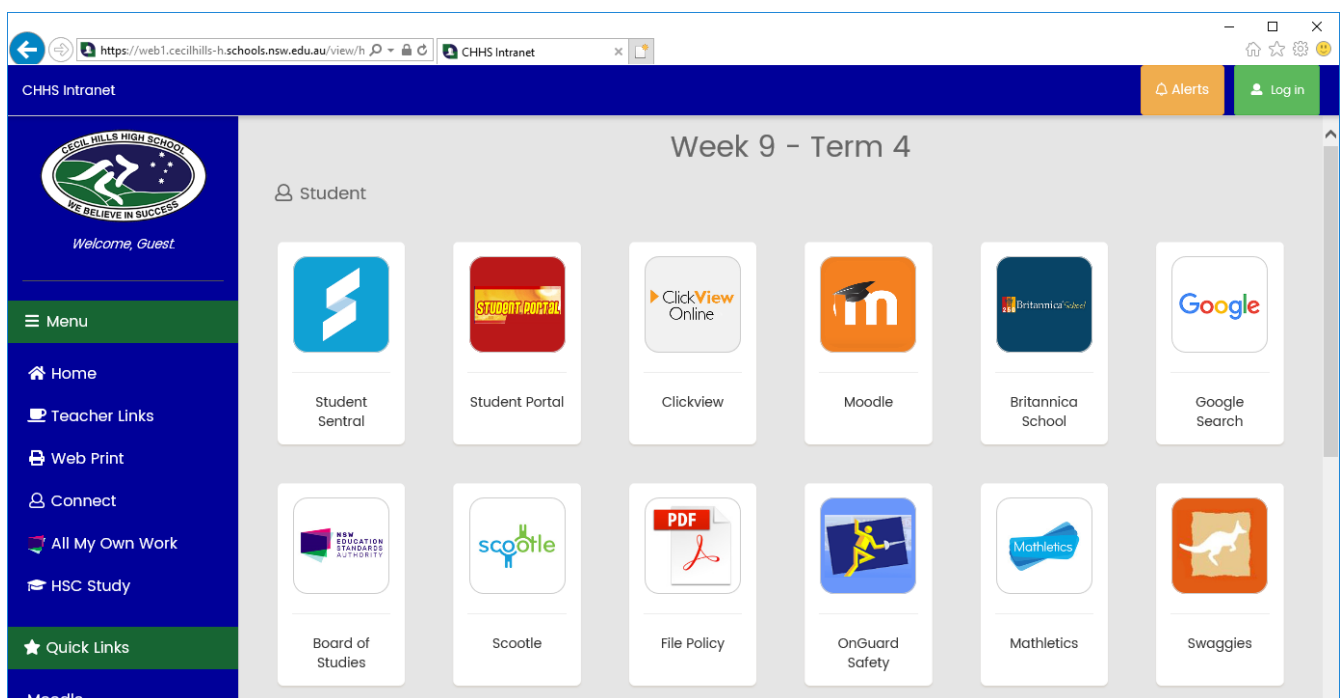 https://web1.cecilhills-h.schools.nsw.edu.au/view/h
CHHS Intranet
CHHS Intranet
Alerts
Log in
CECIL HILLS HIGH SCHOOL
WE BELIEVE IN SUCCESS
Welcome, Guest.
Menu
Home
Teacher Links
Web Print
Connect
All My Own Work
HSC Study
Quick Links
Moodle
Week 9 - Term 4
Student
STUDENT PORTAL
ClickView
Online
m
Britannica School
Google
Student
Sentral
Student Portal
Clickview
Moodle
Britannica
School
Google
Search
NSW
EDUCATION
STANDARDS
AUTHORITY
scootle
PDF
Mathletics
Board of
Studies
Scootle
File Policy
OnGuard
Safety
Mathletics
Swaggies